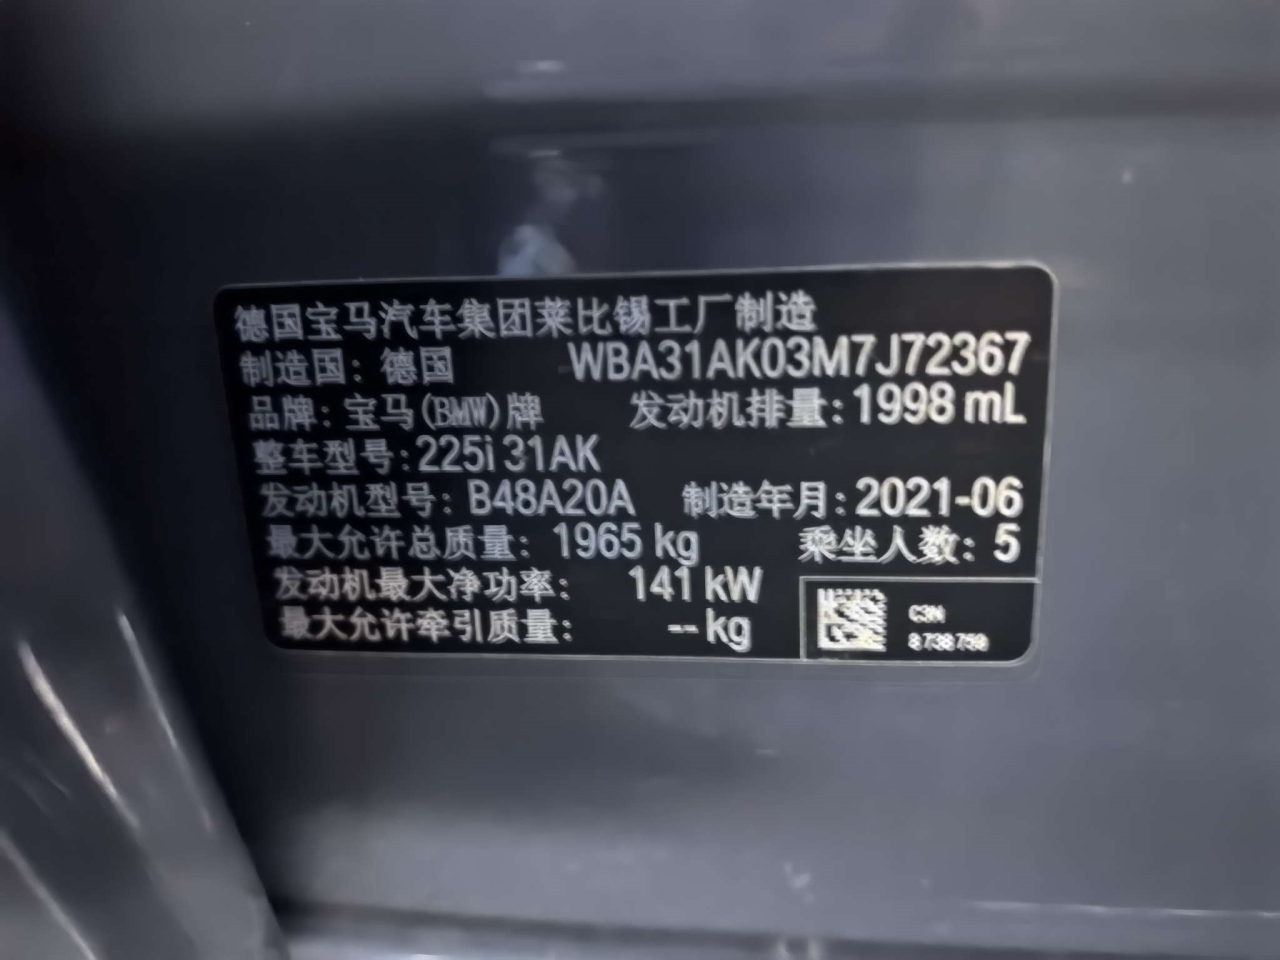 德国宝马汽车集团莱比锡工厂制造
制造国：德国 WBA31AK03M7J72367
品牌：宝马(BMW)牌 发动机排量：1998 mL
整车型号：225i 31AK
发动机型号：B48A20A 制造年月：2021-06
最大允许总质量：1965 kg 乘坐人数：5
发动机最大净功率：141 kW
最大允许牵引质量：--kg
C3N
8738759